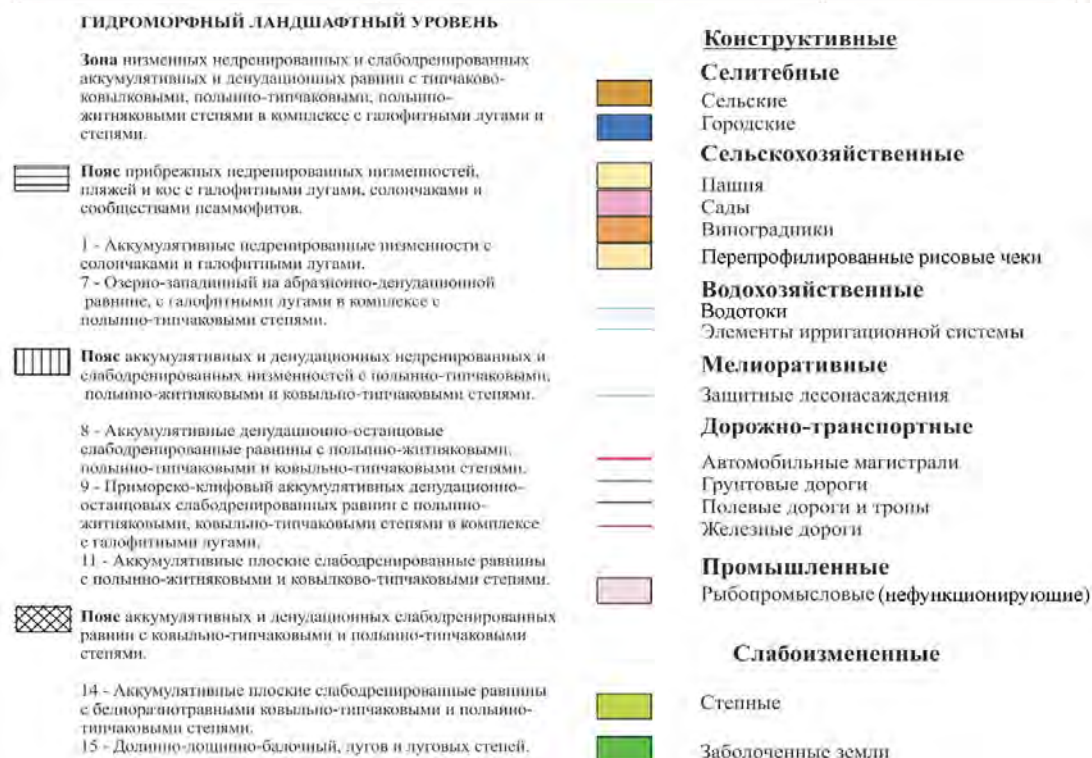 ГИДРОМОРФНЫЙ ЛАНДШАФТНЫЙ УРОВЕНЬ
Зона низменных недренированных и слабодренированных
аккумулятивных и денудационных равнин с типчаково-
ковылковыми, полынно-типчаковыми, полынно-
житняковыми степями в комплексе с галофитными лугами и
степями.
Пояс прибрежных недренированных низменностей,
пляжей и кос с галофитными лугами, солончаками и
сообществами псаммофитов.
1 - Аккумулятивные недренированные низменности с
солончаками и галофитными лугами.
7 - Озерно-западинный на абразионно-денудационной
равнине, с галофитными лугами в комплексе с
полынно-типчаковыми степями.
Пояс аккумулятивных и денудационных недренированных и
слабодренированных низменностей с полынно-типчаковыми,
полынно-житняковыми и ковыльно-типчаковыми степями.
8 - Аккумулятивные денудационно-останцовые
слабодренированные равнины с полынно-житняковыми,
полынно-типчаковыми и ковыльно-типчаковыми степями.
9 - Приморско-клифовый аккумулятивных денудационно-
останцовых слабодренированных равнин с полынно-
житняковыми, ковыльно-типчаковыми степями в комплексе
с галофитными лугами.
11 - Аккумулятивные плоские слабодренированные равнины
с полынно-житняковыми и ковылково-типчаковыми степями.
Пояс аккумулятивных и денудационных слабодренированных
равнин с ковыльно-типчаковыми и полынно-типчаковыми
степями.
14 - Аккумулятивные плоские слабодренированные равнины
с бедноразнотравными ковыльно-типчаковыми и полынно-
типчаковыми степями.
15 - Долинно-лощинно-балочный, лугов и луговых степей.
Конструктивные
Селитебные
Сельские
Городские
Сельскохозяйственные
Пашня
Сады
Виноградники
Перепрофилированные рисовые чеки
Водохозяйственные
Водотоки
Элементы ирригационной системы
Мелиоративные
Защитные лесонасаждения
Дорожно-транспортные
Автомобильные магистрали
Грунтовые дороги
Полевые дороги и тропы
Железные дороги
Промышленные
Рыбопромысловые (нефункционирующие)
Слабоизмененные
Степные
Заболоченные земли